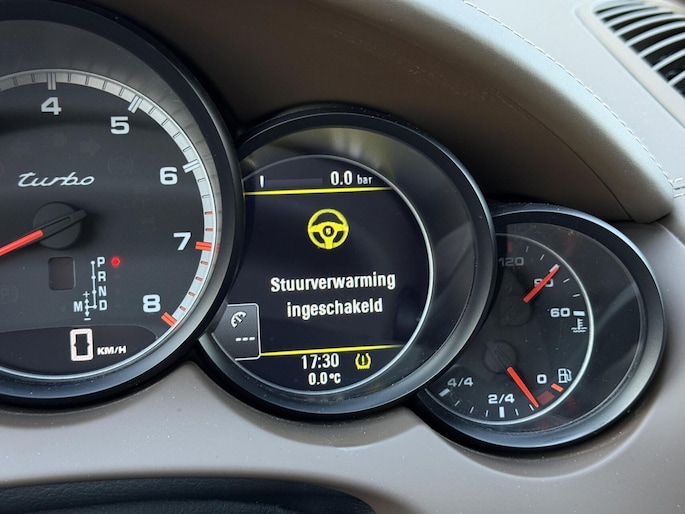 4
5
6
7
8
turbo
P
R
N
M D
0 KM/H
0.0 bar
Stuurverwarming
ingeschakeld
---
17:30
0.0°C
120
60
0
2/4
4/4